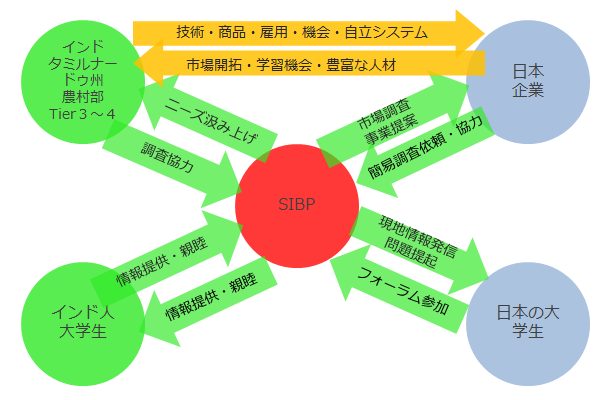 技術・商品・雇用・機会・自立システム
市場開拓・学習機会・豊富な人材
インド
タミルナー
ドゥ州
農村部
Tier３～４
日本
企業
ニーズ汲み上げ
調査協力
市場調査
事業提案
簡易調査依頼・協力
SIBP
情報提供・親睦
情報提供・親睦
現地情報発信
問題提起
フォーラム参加
インド人
大学生
日本の大
学生